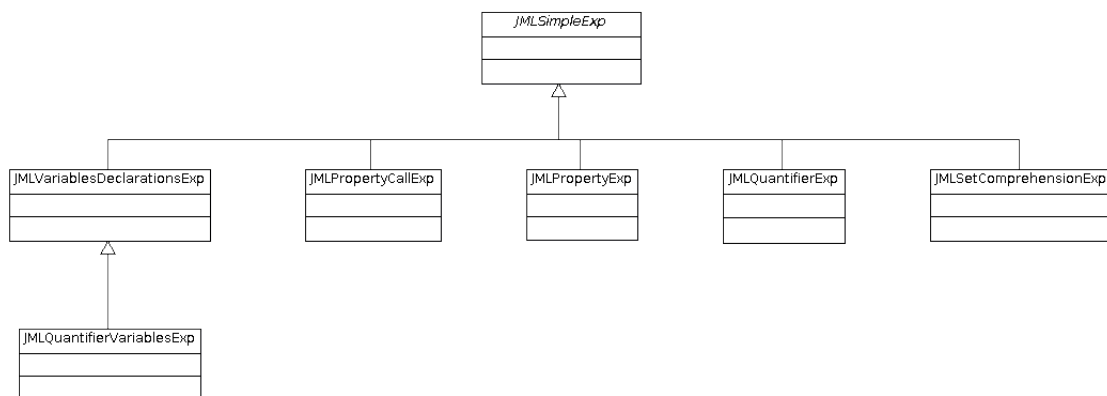 JMLSimpleExp
JMLVariablesDeclarationsExp
JMLPropertyCallExp
JMLPropertyExp
JMLQuantifierExp
JMLSetComprehensionExp
JMLQuantifierVariablesExp